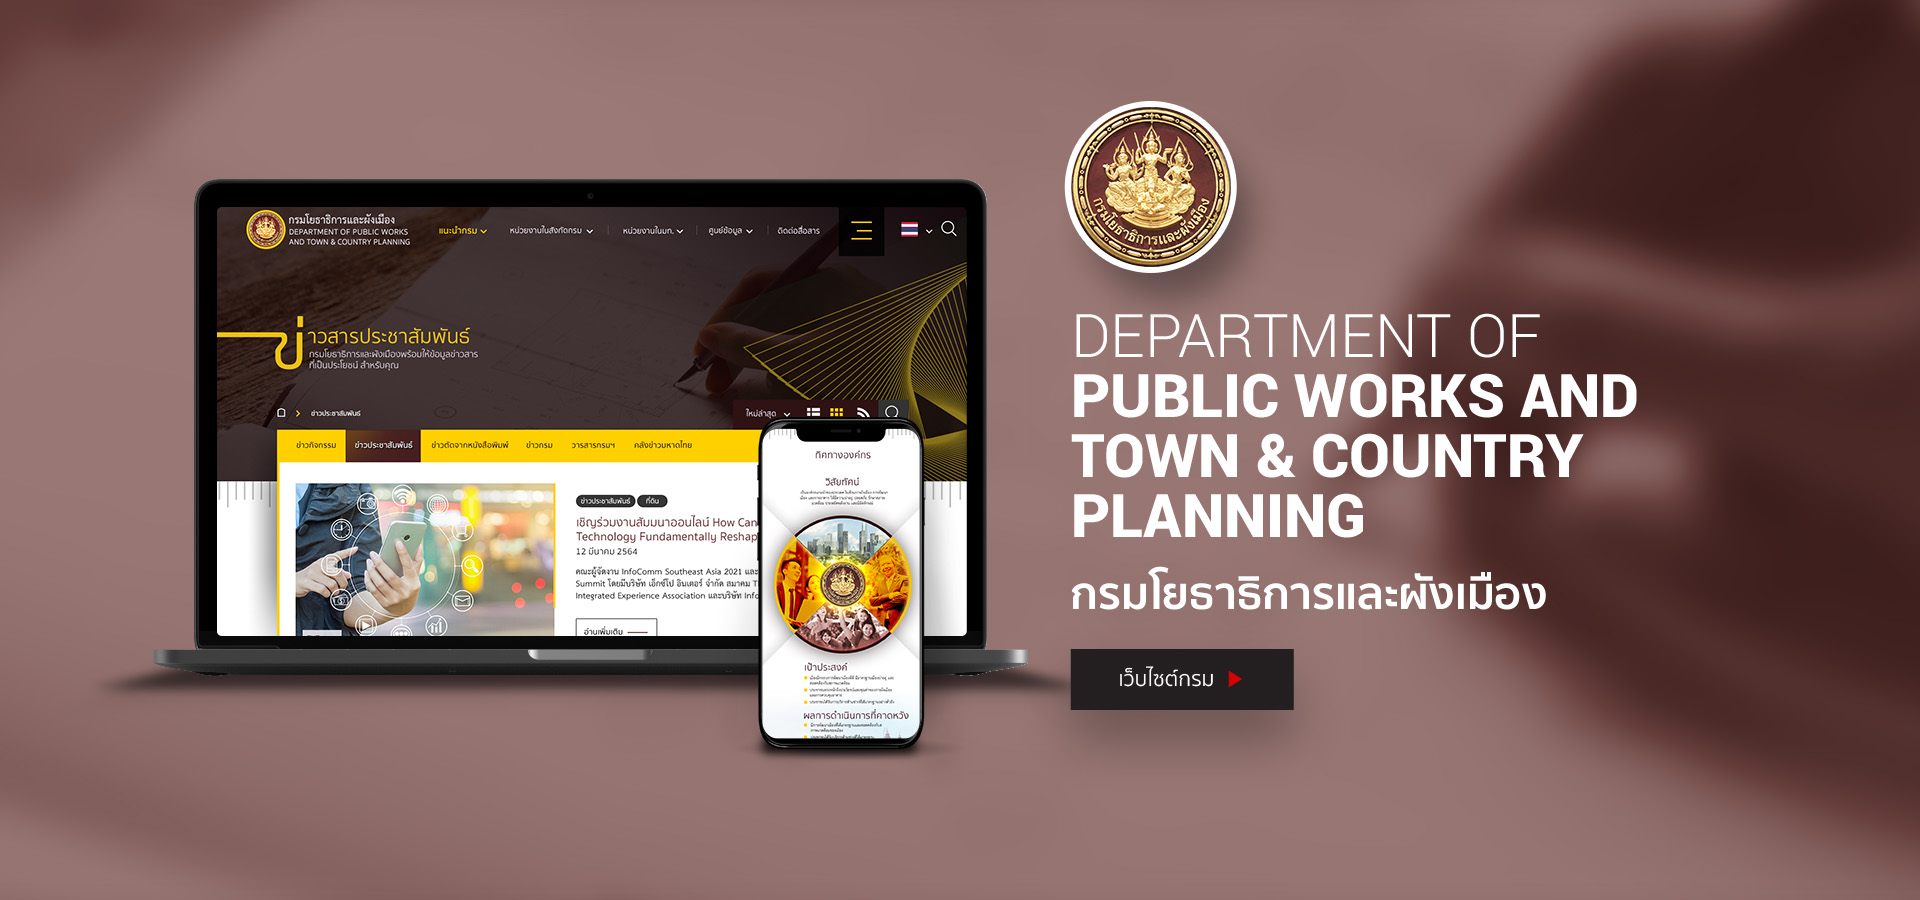 กรมโยธาธิการและผังเมือง
DEPARTMENT OF PUBLIC WORKS
AND TOWN & COUNTRY PLANNING
แนะนำกรม
หน่วยงานในสังกัดกรม
หน่วยงานในมท.
ศูนย์ข้อมูล
ติดต่อสื่อสาร
ข่าวสารประชาสัมพันธ์
กรมโยธาธิการและผังเมืองพร้อมให้ข้อมูลข่าวสาร
ที่เป็นประโยชน์ สำหรับคุณ
ข่าวประชาสัมพันธ์
ใหม่ล่าสุด
ข่าวกิจกรรม
ข่าวประชาสัมพันธ์
ข่าวตัดจากหนังสือพิมพ์
ข่าวกรม
วารสารกรมฯ
คลังข่าวมหาดไทย
ข่าวประชาสัมพันธ์
ที่ดิน
เชิญร่วมงานสัมมนาออนไลน์ How Can
Technology Fundamentally Reshap
12 มีนาคม 2564
คณะผู้จัดงาน InfoComm Southeast Asia 2021 และ
Summit โดยมีบริษัท เอ็กซ์โป อินเตอร์ จำกัด สมาคม T
Integrated Experience Association และบริษัท Info
อ่านเพิ่มเติม
ทิศทางองค์กร
วิสัยทัศน์
เป้าประสงค์
ผลการดำเนินการที่คาดหวัง
กรมโยธาธิการและผังเมือง
DEPARTMENT OF
PUBLIC WORKS AND
TOWN & COUNTRY
PLANNING
กรมโยธาธิการและผังเมือง
เว็บไซต์กรม